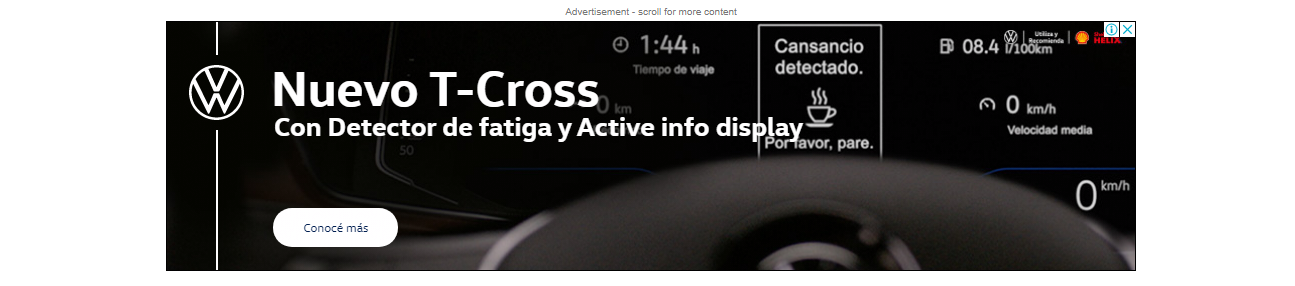 Advertisement - scroll for more content
Nuevo T-Cross
Con Detector de fatiga y Active info display
Conocé más
1:44 h
Tiempo de viaje
0 km
50
Cansancio
detectado.
Por favor, pare.
08.4 l/100km
0 km/h
Velocidad media
0 km/h
Utiliza y
Recomienda
HELIX